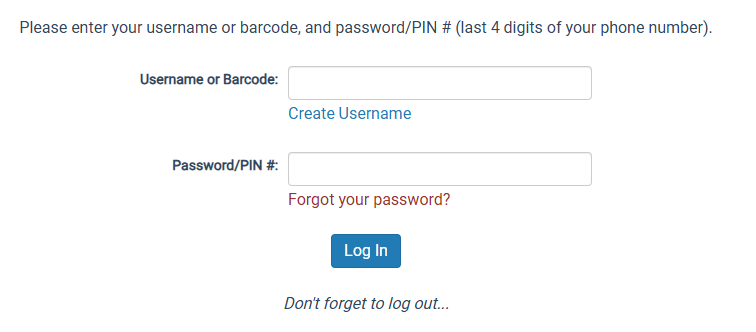 Please enter your username or barcode, and password/PIN # (last 4 digits of your phone number).
Username or Barcode:
Create Username
Password/PIN #:
Forgot your password?
Log In
Don't forget to log out...